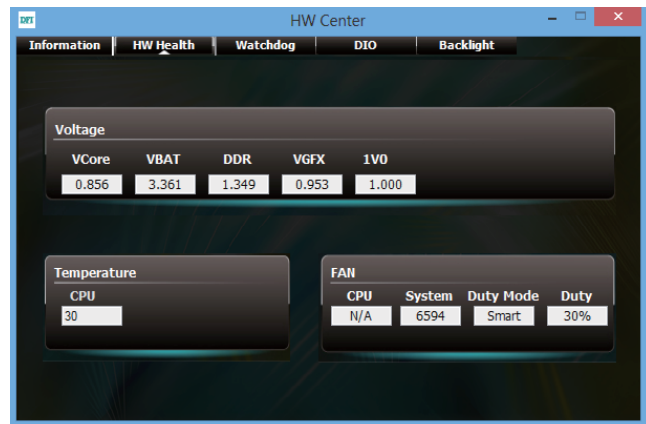 DFI HW Center
Information HW Health Watchdog DIO Backlight
Voltage
VCore VBAT DDR VGFX 1V0
0.856 3.361 1.349 0.953 1.000
Temperature
CPU
30
FAN
CPU System Duty Mode Duty
N/A 6594 Smart 30%